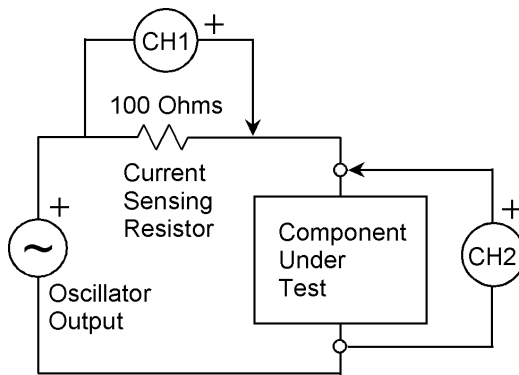 CH1
+
100 Ohms
Current
Sensing
Resistor
+
~
Oscillator
Output
Component
Under
Test
+
CH2